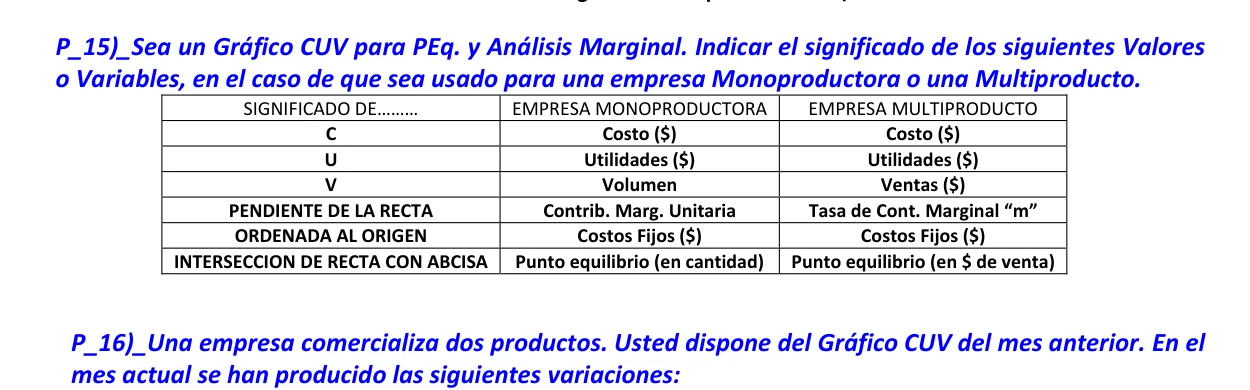 P_15)_Sea un Gráfico CUV para PEq. y Análisis Marginal. Indicar el significado de los siguientes Valores
o Variables, en el caso de que sea usado para una empresa Monoproductora o una Multiproducto.
SIGNIFICADO DE......... EMPRESA MONOPRODUCTORA EMPRESA MULTIPRODUCTO
C Costo ($) Costo ($)
U Utilidades ($) Utilidades ($)
V Volumen Ventas ($)
PENDIENTE DE LA RECTA Contrib. Marg. Unitaria Tasa de Cont. Marginal “m”
ORDENADA AL ORIGEN Costos Fijos ($) Costos Fijos ($)
INTERSECCION DE RECTA CON ABCISA Punto equilibrio (en cantidad) Punto equilibrio (en $ de venta)
P_16)_Una empresa comercializa dos productos. Usted dispone del Gráfico CUV del mes anterior. En el
mes actual se han producido las siguientes variaciones: